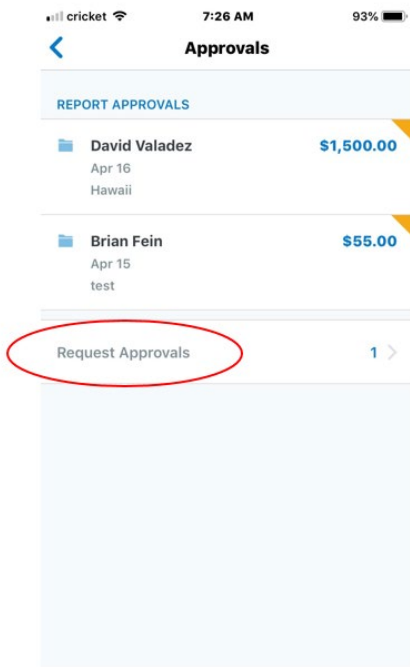 cricket 7:26 AM 93%
Approvals
REPORT APPROVALS
David Valadez $1,500.00
Apr 16
Hawaii
Brian Fein $55.00
Apr 15
test
Request Approvals 1